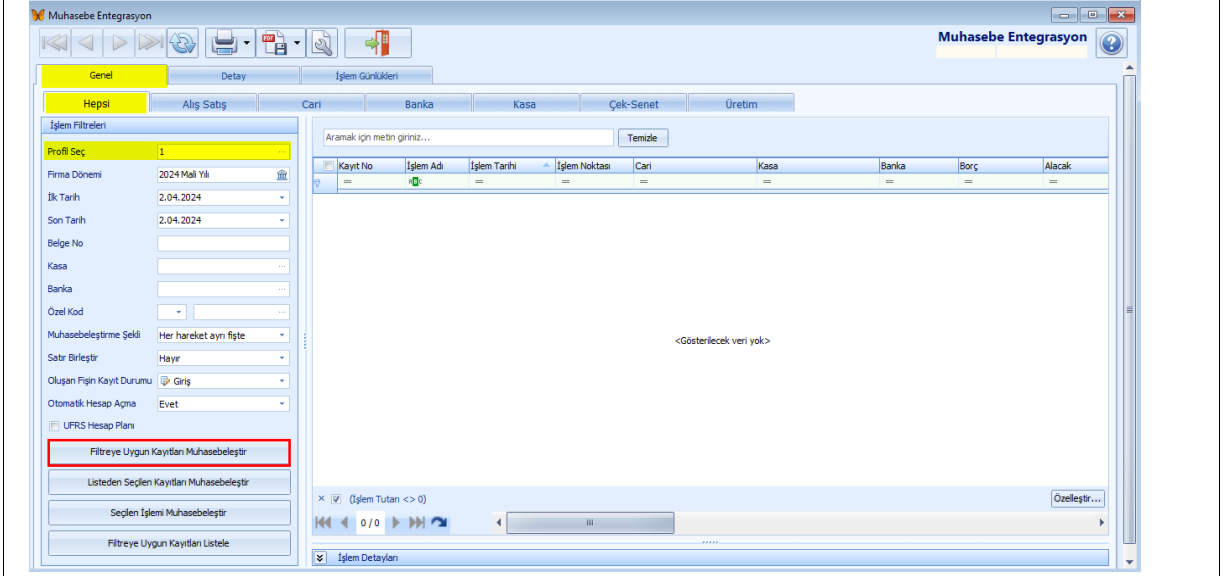 Muhasebe Entegrasyon
Muhasebe Entegrasyon
Genel Detay İşlem Günlükleri
Hepsi Alış Satış Cari Banka Kasa Çek-Senet Üretim
İşlem Filtreleri
Aramak için metin giriniz... Temizle
Profil Seç 1
Kayıt No İşlem Adı İşlem Tarihi İşlem Noktası Cari Kasa Banka Borç Alacak
Firma Dönemi 2024 Mali Yılı
İlk Tarih 2.04.2024
Son Tarih 2.04.2024
Belge No
Kasa
Banka
Özel Kod
Muhasebeleştirme Şekli Her hareket ayrı fişte
<Gösterilecek veri yok>
Satır Birleştir Hayır
Oluşan Fişin Kayıt Durumu Giriş
Otomatik Hesap Açma Evet
UFRS Hesap Planı
Filtreye Uygun Kayıtları Muhasebeleştir
Listeden Seçilen Kayıtları Muhasebeleştir
(İşlem Tutarı <> 0) Özelleştir...
Seçilen İşlemi Muhasebeleştir
0/0
Filtreye Uygun Kayıtları Listele
İşlem Detayları